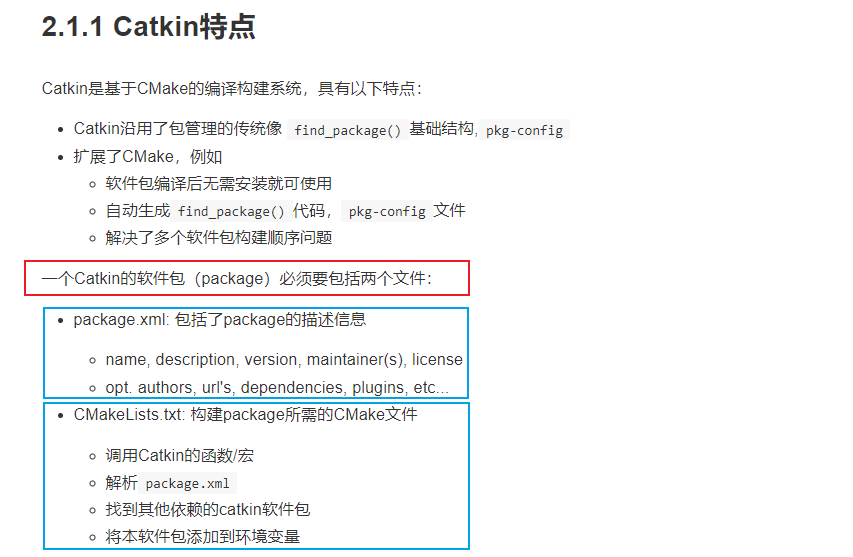 2.1.1 Catkin特点
Catkin是基于CMake的编译构建系统，具有以下特点：
Catkin沿用了包管理的传统像 find_package() 基础结构, pkg-config
扩展了CMake，例如
软件包编译后无需安装就可使用
自动生成 find_package() 代码， pkg-config 文件
解决了多个软件包构建顺序问题
一个Catkin的软件包（package）必须要包括两个文件：
package.xml: 包括了package的描述信息
name, description, version, maintainer(s), license
opt. authors, url's, dependencies, plugins, etc...
CMakeLists.txt: 构建package所需的CMake文件
调用Catkin的函数/宏
解析 package.xml
找到其他依赖的catkin软件包
将本软件包添加到环境变量